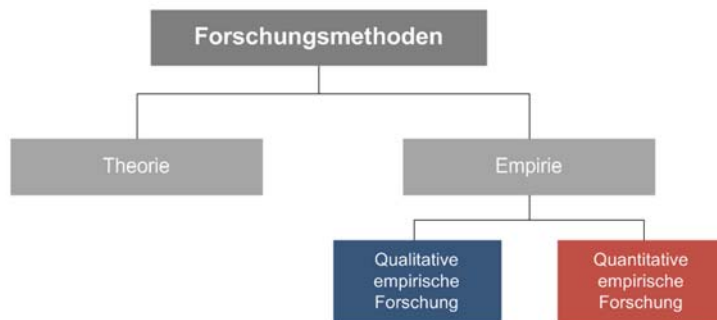 Forschungsmethoden
Theorie
Empirie
Qualitative
empirische
Forschung
Quantitative
empirische
Forschung